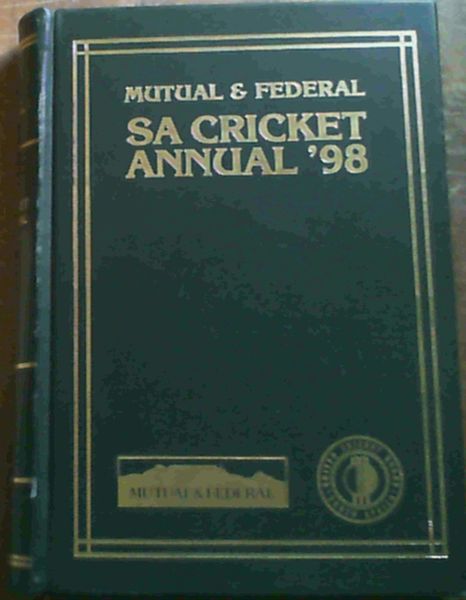 MUTUAL & FEDERAL
SA CRICKET
ANNUAL '98
MUTUAL & FEDERAL